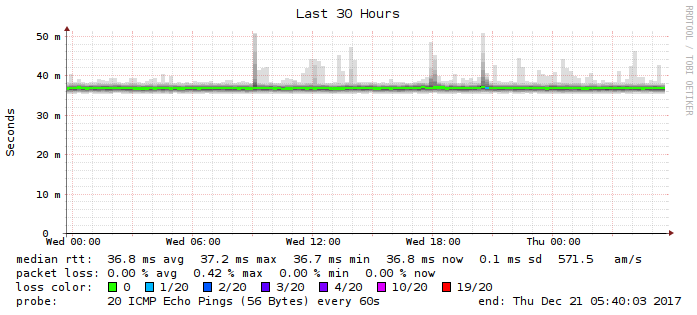 Last 30 Hours
RRDTOOL / TOBI OETIKER
Seconds
50 m
40 m
30 m
20 m
10 m
0
Wed 00:00 Wed 06:00 Wed 12:00 Wed 18:00 Thu 00:00
median rtt: 36.8 ms avg 37.2 ms max 36.7 ms min 36.8 ms now 0.1 ms sd 571.5 am/s
packet loss: 0.00 % avg 0.42 % max 0.00 % min 0.00 % now
loss color: 0 1/20 2/20 3/20 4/20 10/20 19/20
probe: 20 ICMP Echo Pings (56 Bytes) every 60s end: Thu Dec 21 05:40:03 2017